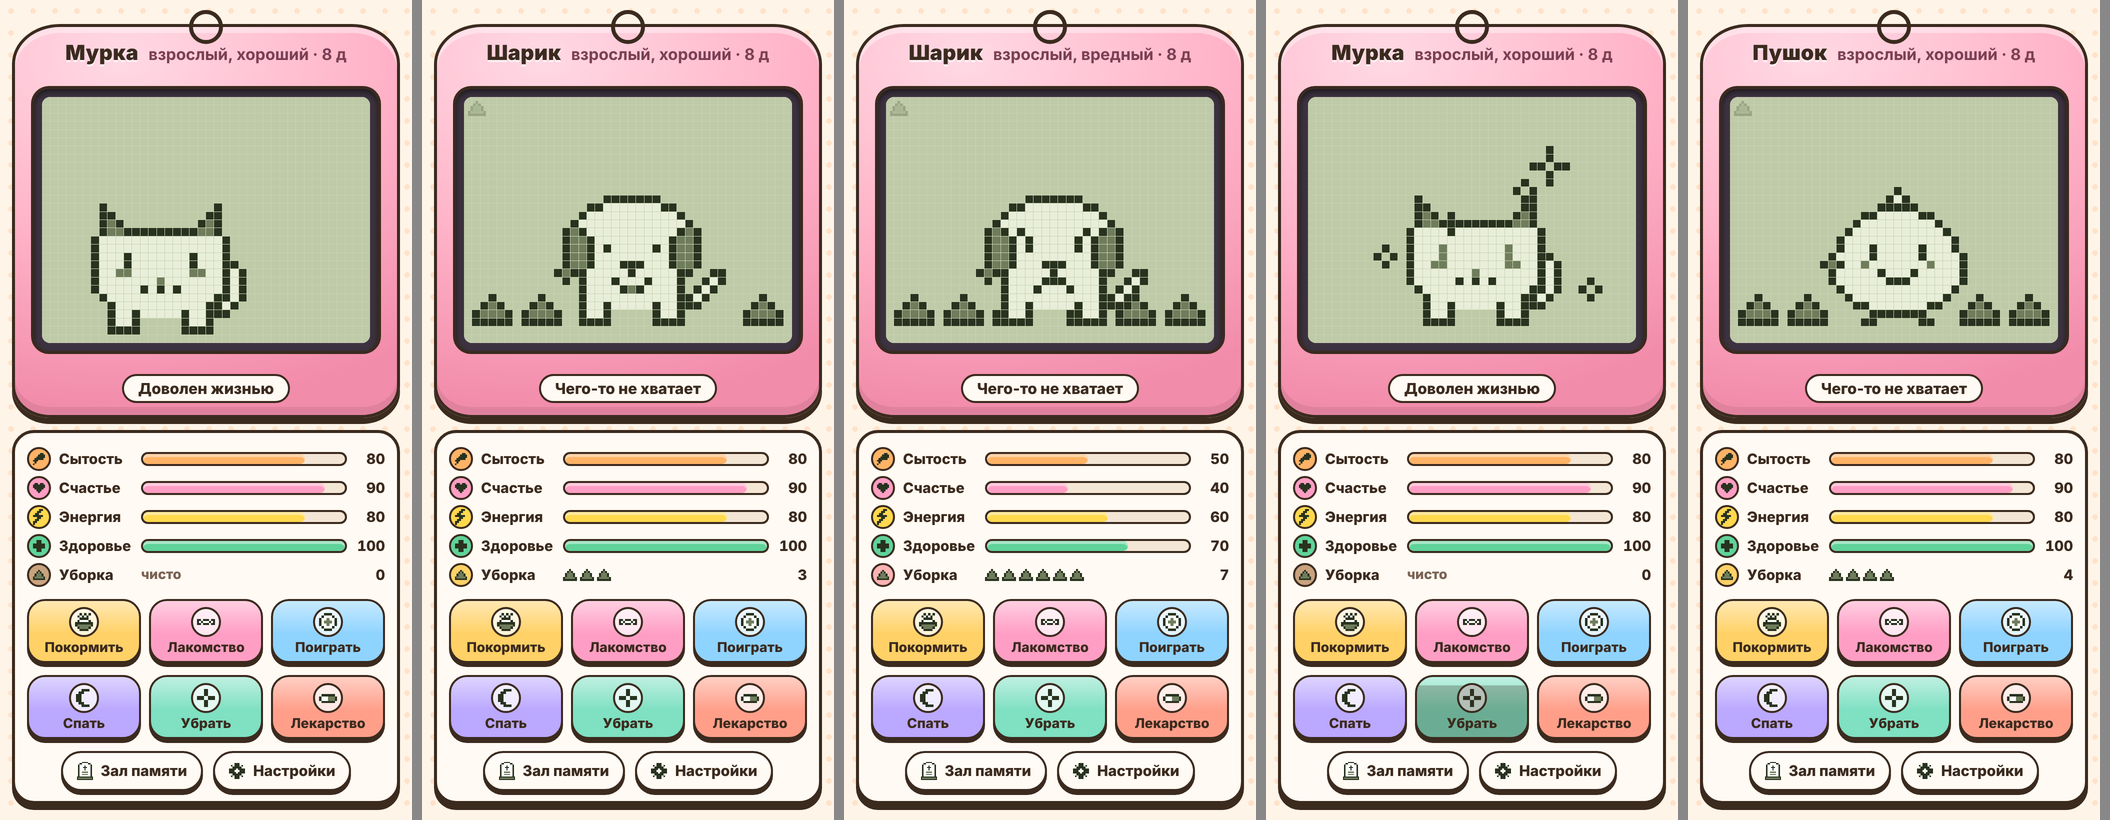 Мурка взрослый, хороший · 8 д
Доволен жизнью
Сытость 80
Счастье 90
Энергия 80
Здоровье 100
Уборка чисто 0
Покормить Лакомство Поиграть
Спать Убрать Лекарство
Зал памяти Настройки
Шарик взрослый, хороший · 8 д
Чего-то не хватает
Сытость 80
Счастье 90
Энергия 80
Здоровье 100
Уборка 3
Покормить Лакомство Поиграть
Спать Убрать Лекарство
Зал памяти Настройки
Шарик взрослый, вредный · 8 д
Чего-то не хватает
Сытость 50
Счастье 40
Энергия 60
Здоровье 70
Уборка 7
Покормить Лакомство Поиграть
Спать Убрать Лекарство
Зал памяти Настройки
Мурка взрослый, хороший · 8 д
Доволен жизнью
Сытость 80
Счастье 90
Энергия 80
Здоровье 100
Уборка чисто 0
Покормить Лакомство Поиграть
Спать Убрать Лекарство
Зал памяти Настройки
Пушок взрослый, хороший · 8 д
Чего-то не хватает
Сытость 80
Счастье 90
Энергия 80
Здоровье 100
Уборка 4
Покормить Лакомство Поиграть
Спать Убрать Лекарство
Зал памяти Настройки